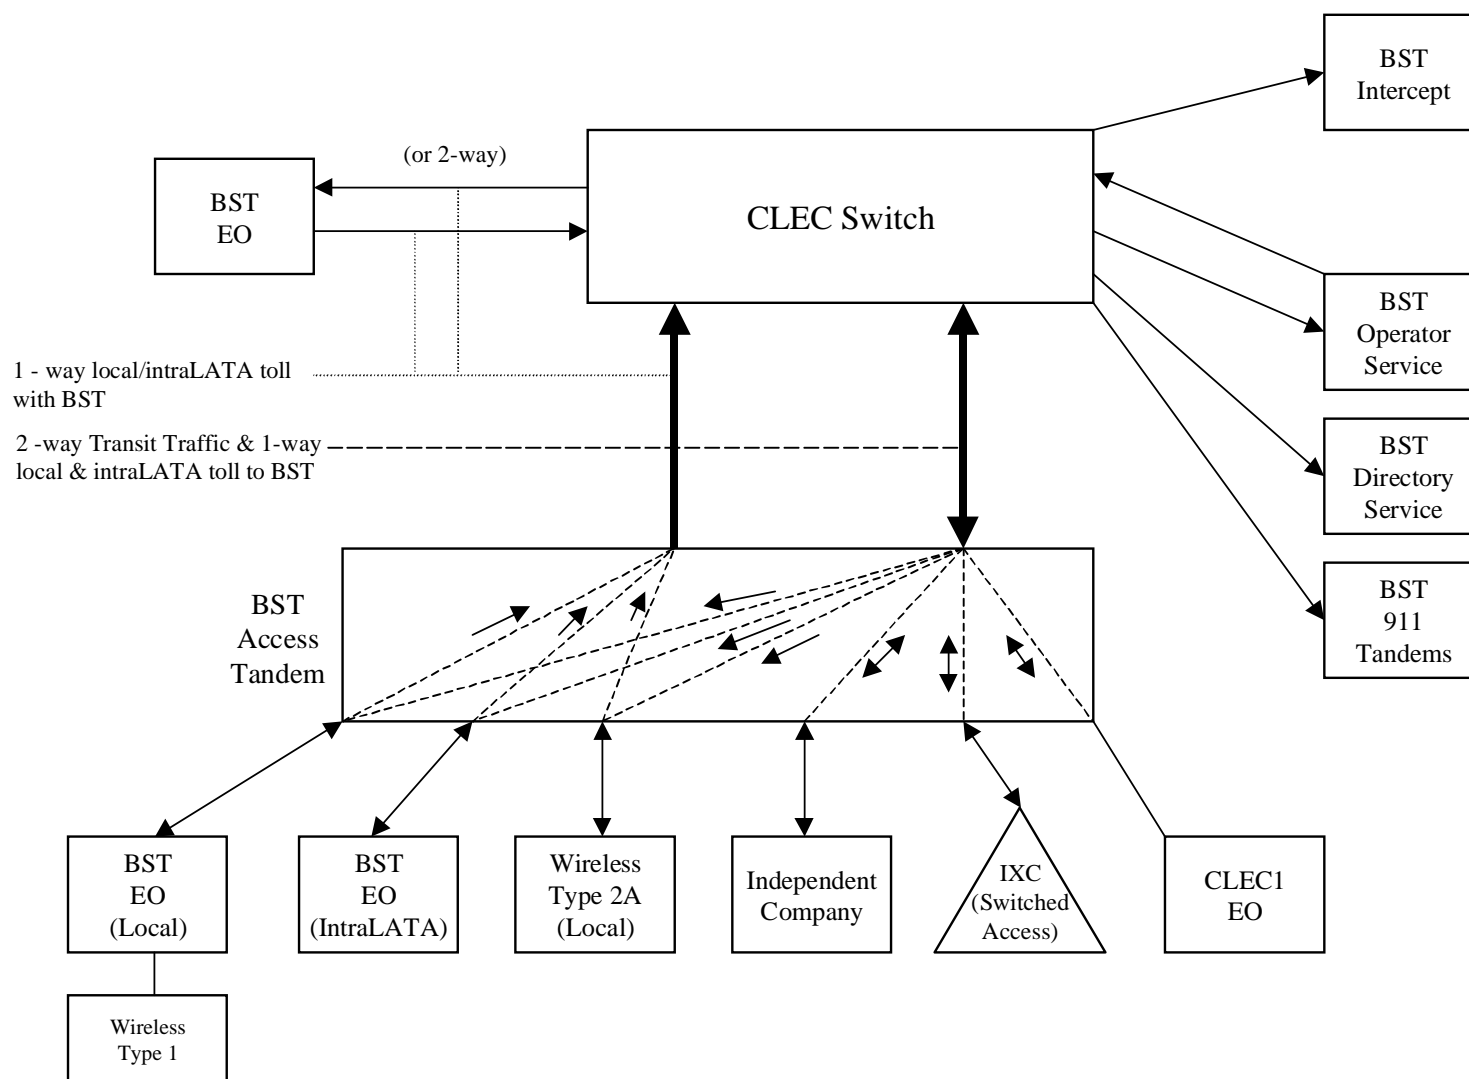 BST
Intercept
(or 2-way)
BST
EO
CLEC Switch
BST
Operator
Service
1 - way local/intraLATA toll
with BST
2 -way Transit Traffic & 1-way
local & intraLATA toll to BST
BST
Directory
Service
BST
911
Tandems
BST
Access
Tandem
BST
EO
(Local)
BST
EO
(IntraLATA)
Wireless
Type 2A
(Local)
Independent
Company
IXC
(Switched
Access)
CLEC1
EO
Wireless
Type 1